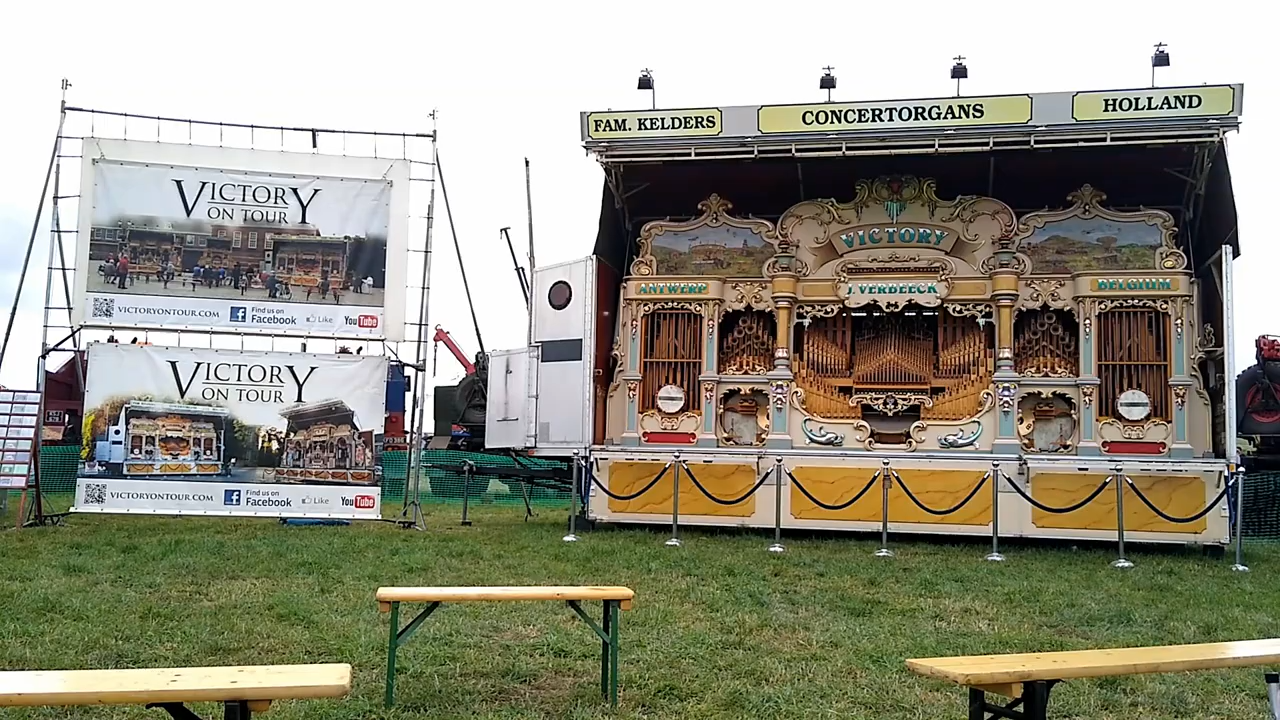 VICTORY
ON TOUR
VICTORYONTOUR.COM
Find us on
Facebook
Like
YouTube
VICTORY
ON TOUR
VICTORYONTOUR.COM
Find us on
Facebook
Like
YouTube
FAM. KELDERS
CONCERTORGANS
HOLLAND
VICTORY
ANTWERP
J. VERBEECK
BELGIUM